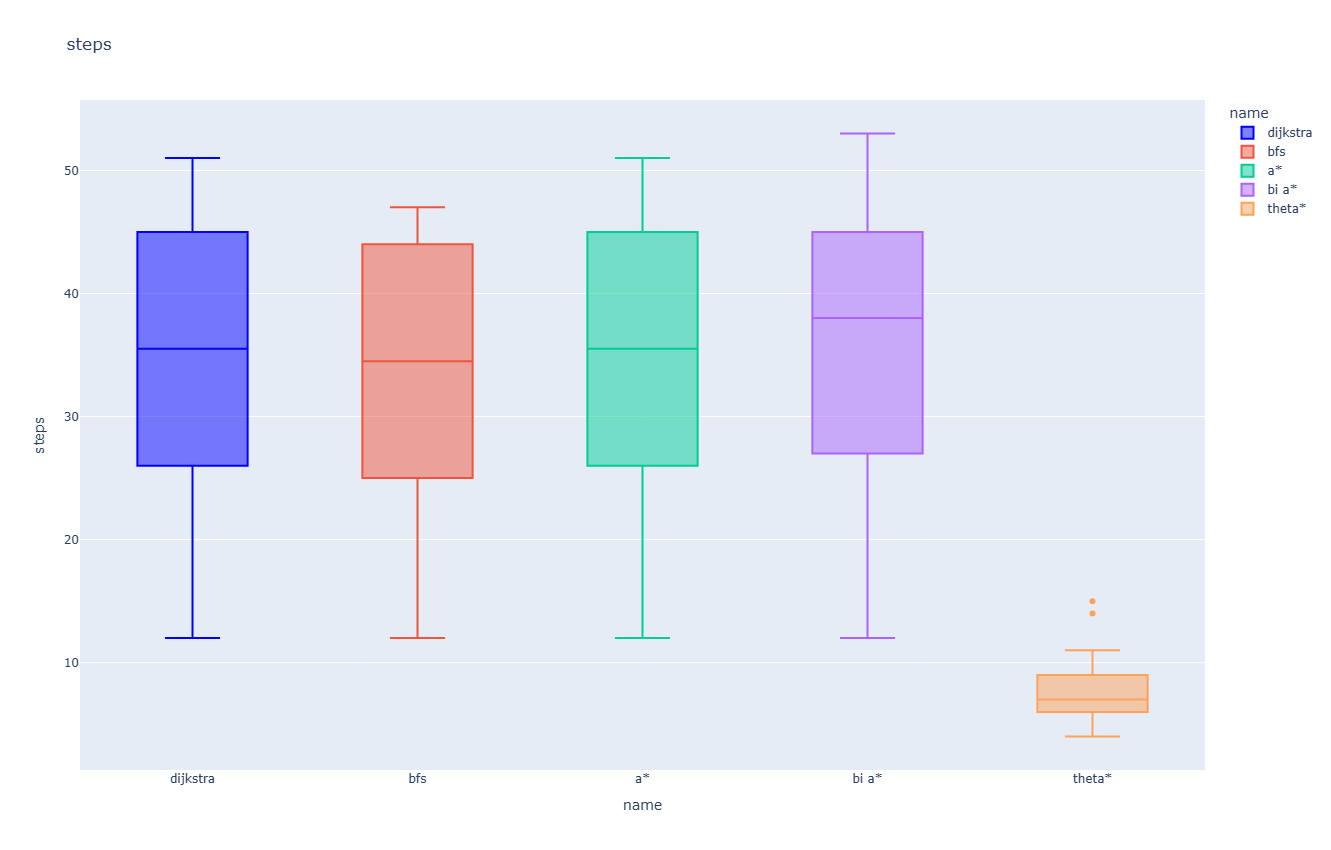 steps
name
dijkstra
bfs
a*
bi a*
theta*
50
40
30
20
10
steps
dijkstra
bfs
a*
bi a*
theta*
name